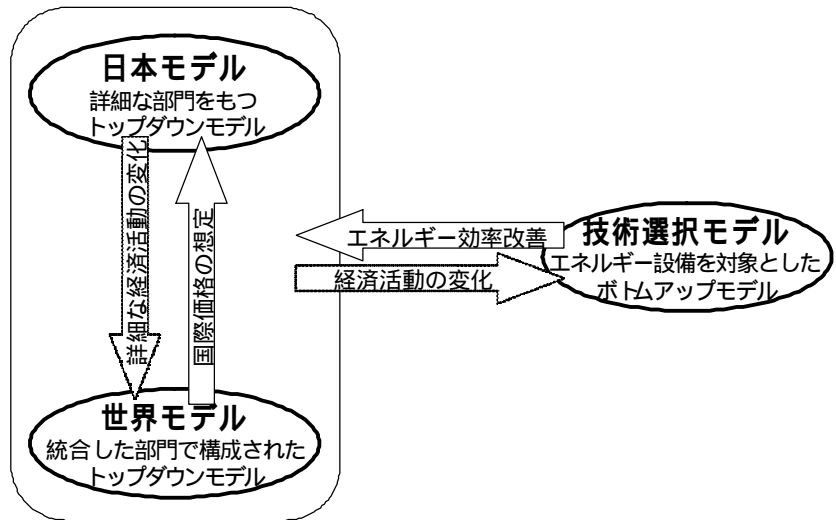 日本モデル
詳細な部門をもつ
トップダウンモデル
詳細な経済活動の変化
国際価格の想定
世界モデル
統合した部門で構成された
トップダウンモデル
エネルギー効率改善
経済活動の変化
技術選択モデル
エネルギー設備を対象とした
ボトムアップモデル